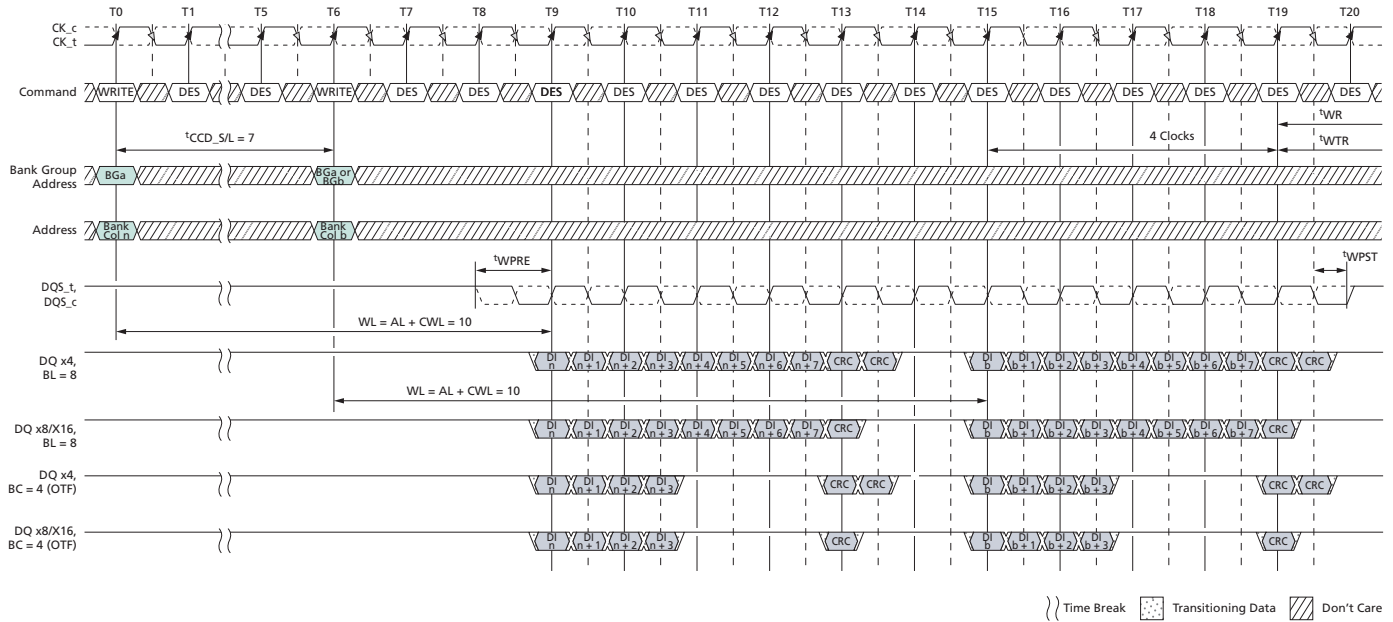 T0 T1 T5 T6 T7 T8 T9 T10 T11 T12 T13 T14 T15 T16 T17 T18 T19 T20
CK_c
CK_t
Command WRITE DES DES WRITE DES DES DES DES DES DES DES DES DES DES DES DES DES DES
tWR
tCCD_S/L = 7
4 Clocks
tWTR
Bank Group
Address
BGa
BGa or
BGb
Address
Bank
Col n
Bank
Col b
tWPRE
tWPST
DQS_t,
DQS_c
WL = AL + CWL = 10
DQ x4,
BL = 8
DI DI DI DI DI DI DI DI CRC CRC DI DI DI DI DI DI DI DI CRC CRC
n n + 1 n + 2 n + 3 n + 4 n + 5 n + 6 n + 7 b b + 1 b + 2 b + 3 b + 4 b + 5 b + 6 b + 7
WL = AL + CWL = 10
DQ x8/X16,
BL = 8
DI DI DI DI DI DI DI DI CRC DI DI DI DI DI DI DI DI CRC
n n + 1 n + 2 n + 3 n + 4 n + 5 n + 6 n + 7 b b + 1 b + 2 b + 3 b + 4 b + 5 b + 6 b + 7
DQ x4,
BC = 4 (OTF)
DI DI DI DI CRC CRC DI DI DI DI CRC CRC
n n + 1 n + 2 n + 3 b b + 1 b + 2 b + 3
DQ x8/X16,
BC = 4 (OTF)
DI DI DI DI CRC DI DI DI DI CRC
n n + 1 n + 2 n + 3 b b + 1 b + 2 b + 3
Time Break Transitioning Data Don't Care